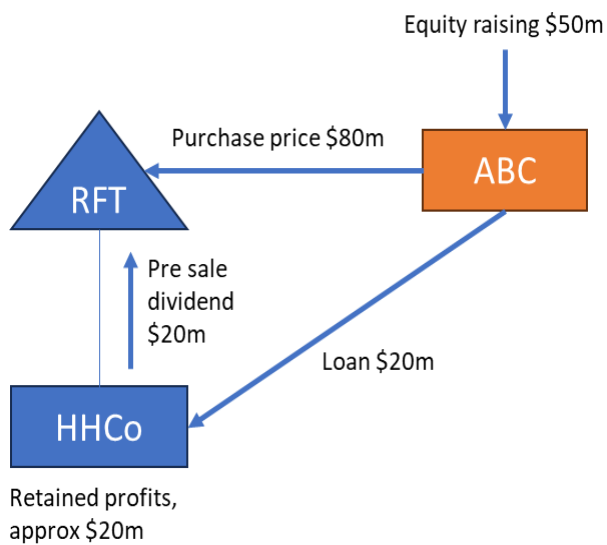 Equity raising $50m
Purchase price $80m
ABC
RFT
Pre sale
dividend
$20m
Loan $20m
HHCo
Retained profits,
approx $20m